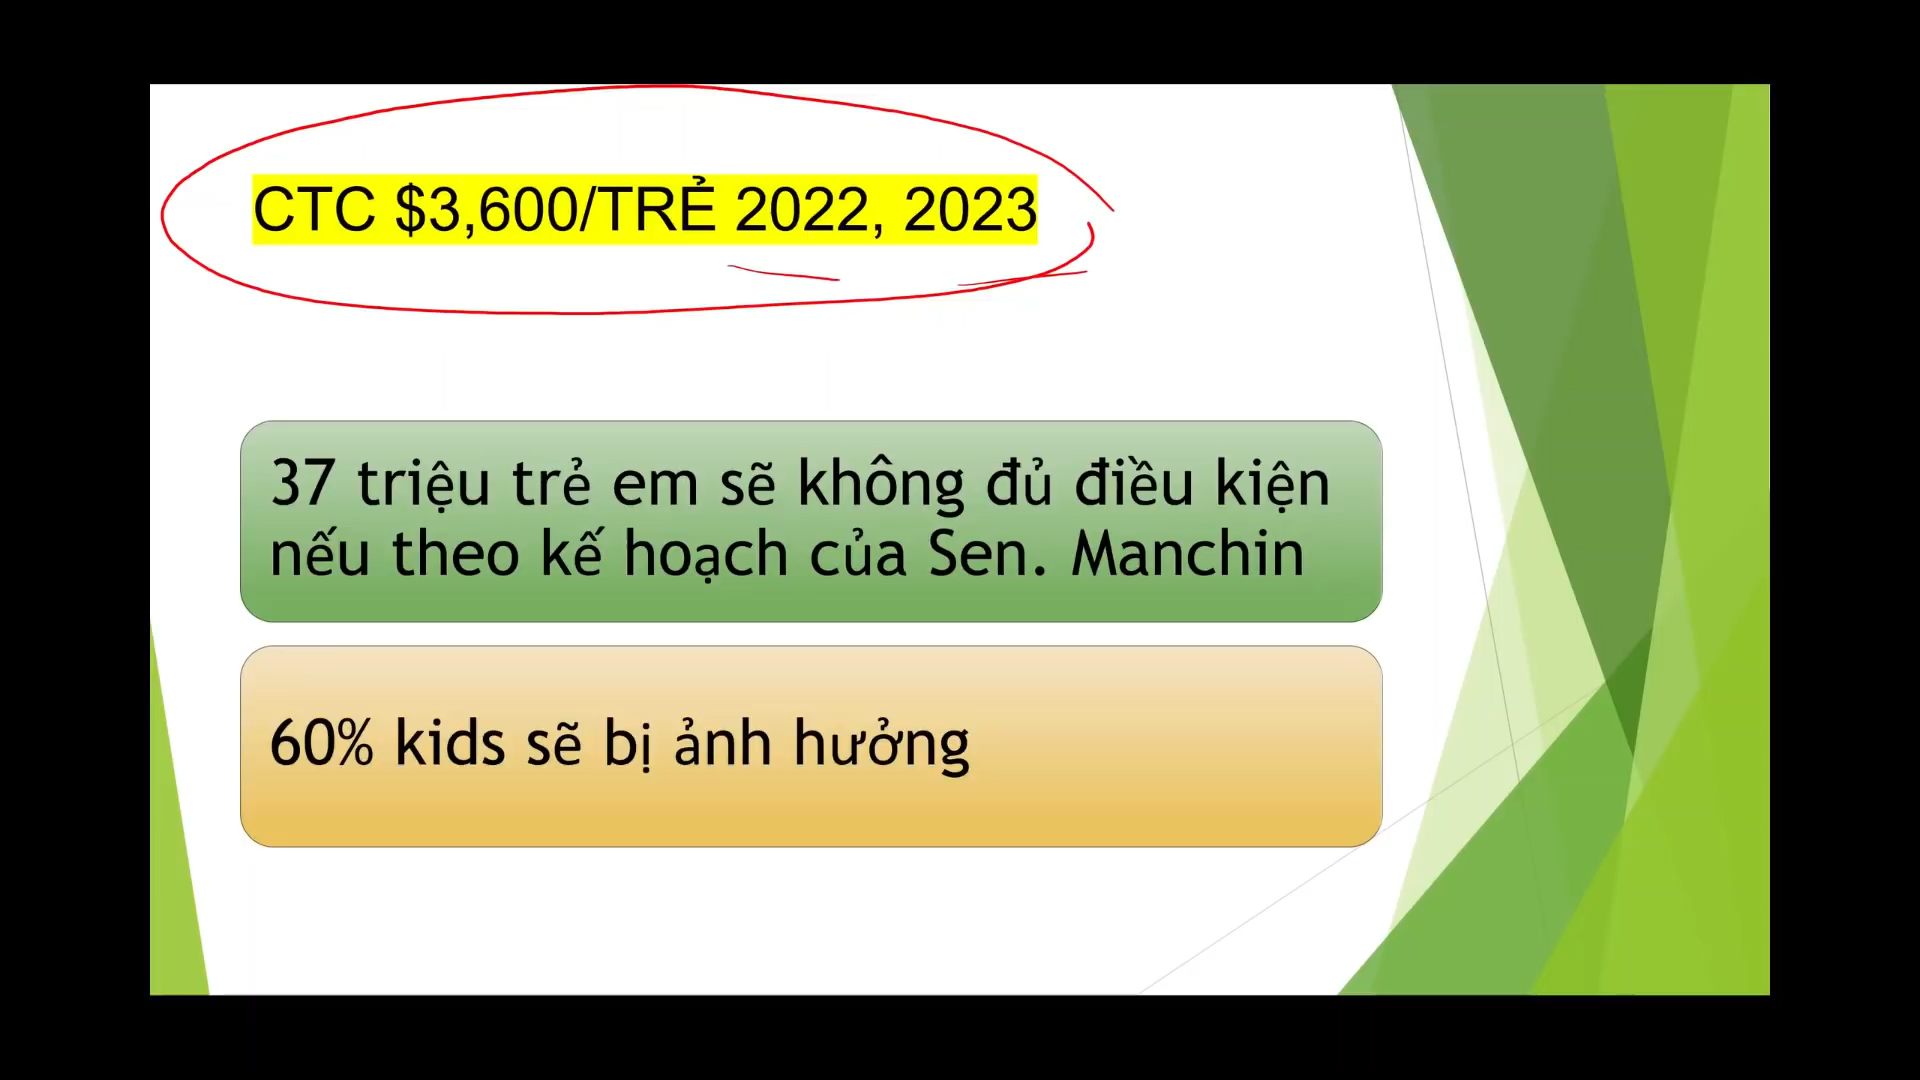 CTC $3,600/TRẺ 2022, 2023
37 triệu trẻ em sẽ không đủ điều kiện
nếu theo kế hoạch của Sen. Manchin
60% kids sẽ bị ảnh hưởng